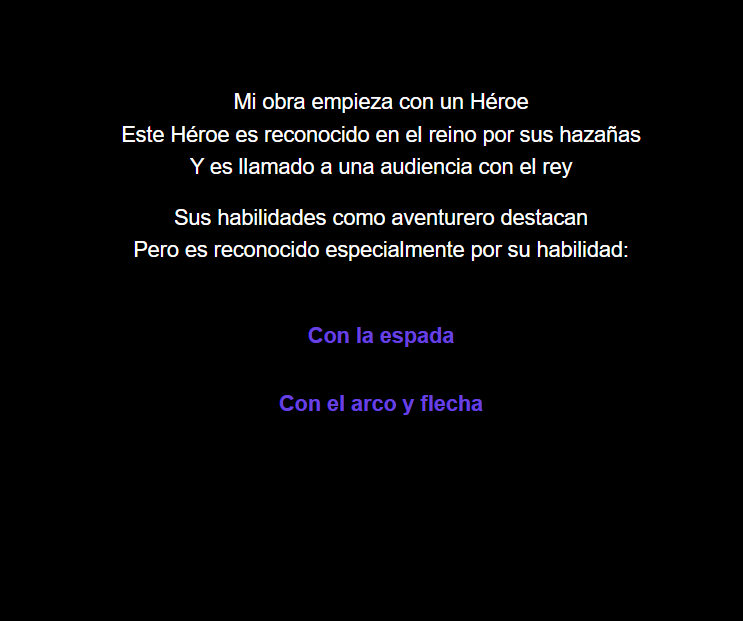 Mi obra empieza con un Héroe
Este Héroe es reconocido en el reino por sus hazañas
Y es llamado a una audiencia con el rey
Sus habilidades como aventurero destacan
Pero es reconocido especialmente por su habilidad:
Con la espada
Con el arco y flecha